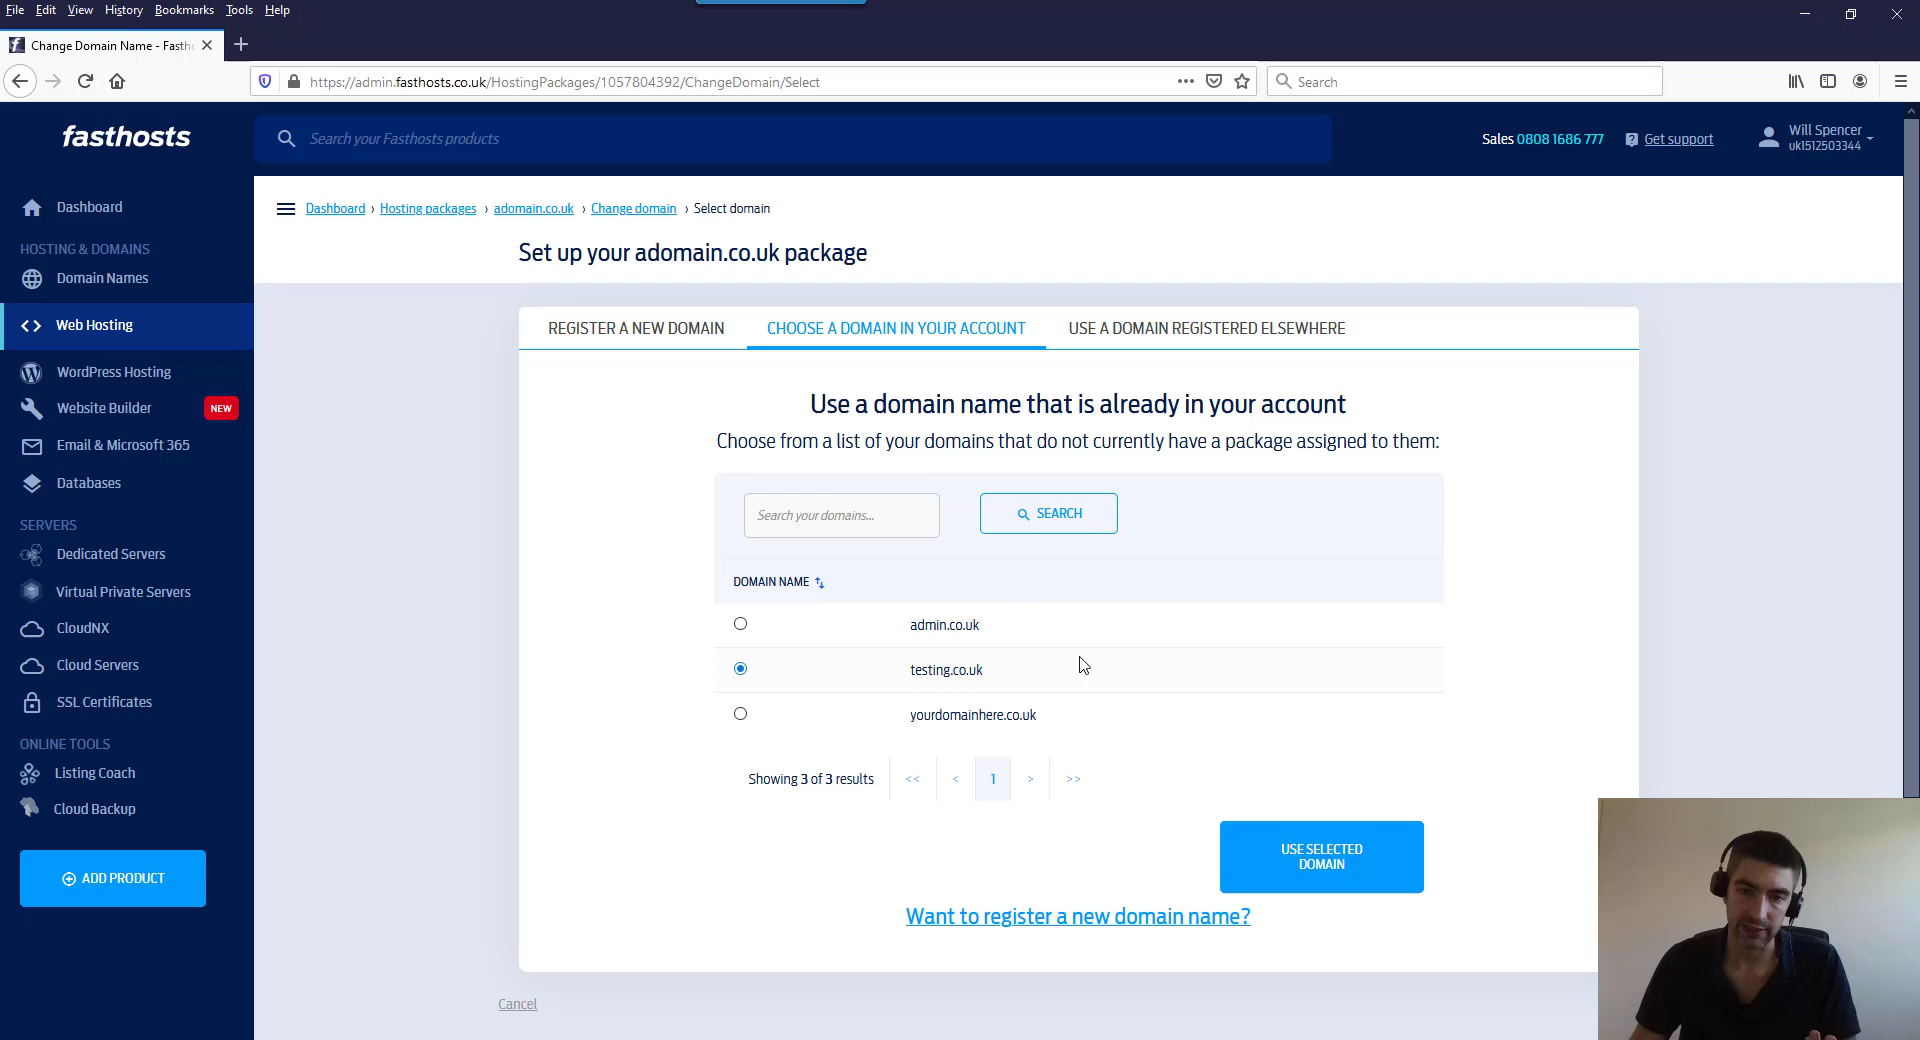 File Edit View History Bookmarks Tools Help
Change Domain Name - Fasth
https://admin.fasthosts.co.uk/HostingPackages/1057804392/ChangeDomain/Select
Search
fasthosts
Search your Fasthosts products
Sales 0808 1686 777
Get support
Will Spencer
uk1512503344
Dashboard
HOSTING & DOMAINS
Domain Names
Web Hosting
WordPress Hosting
Website Builder NEW
Email & Microsoft 365
Databases
SERVERS
Dedicated Servers
Virtual Private Servers
CloudNX
Cloud Servers
SSL Certificates
ONLINE TOOLS
Listing Coach
Cloud Backup
ADD PRODUCT
Dashboard › Hosting packages › adomain.co.uk › Change domain › Select domain
Set up your adomain.co.uk package
REGISTER A NEW DOMAIN CHOOSE A DOMAIN IN YOUR ACCOUNT USE A DOMAIN REGISTERED ELSEWHERE
Use a domain name that is already in your account
Choose from a list of your domains that do not currently have a package assigned to them:
Search your domains...
SEARCH
DOMAIN NAME
admin.co.uk
testing.co.uk
yourdomainhere.co.uk
Showing 3 of 3 results << < 1 > >>
USE SELECTED
DOMAIN
Want to register a new domain name?
Cancel